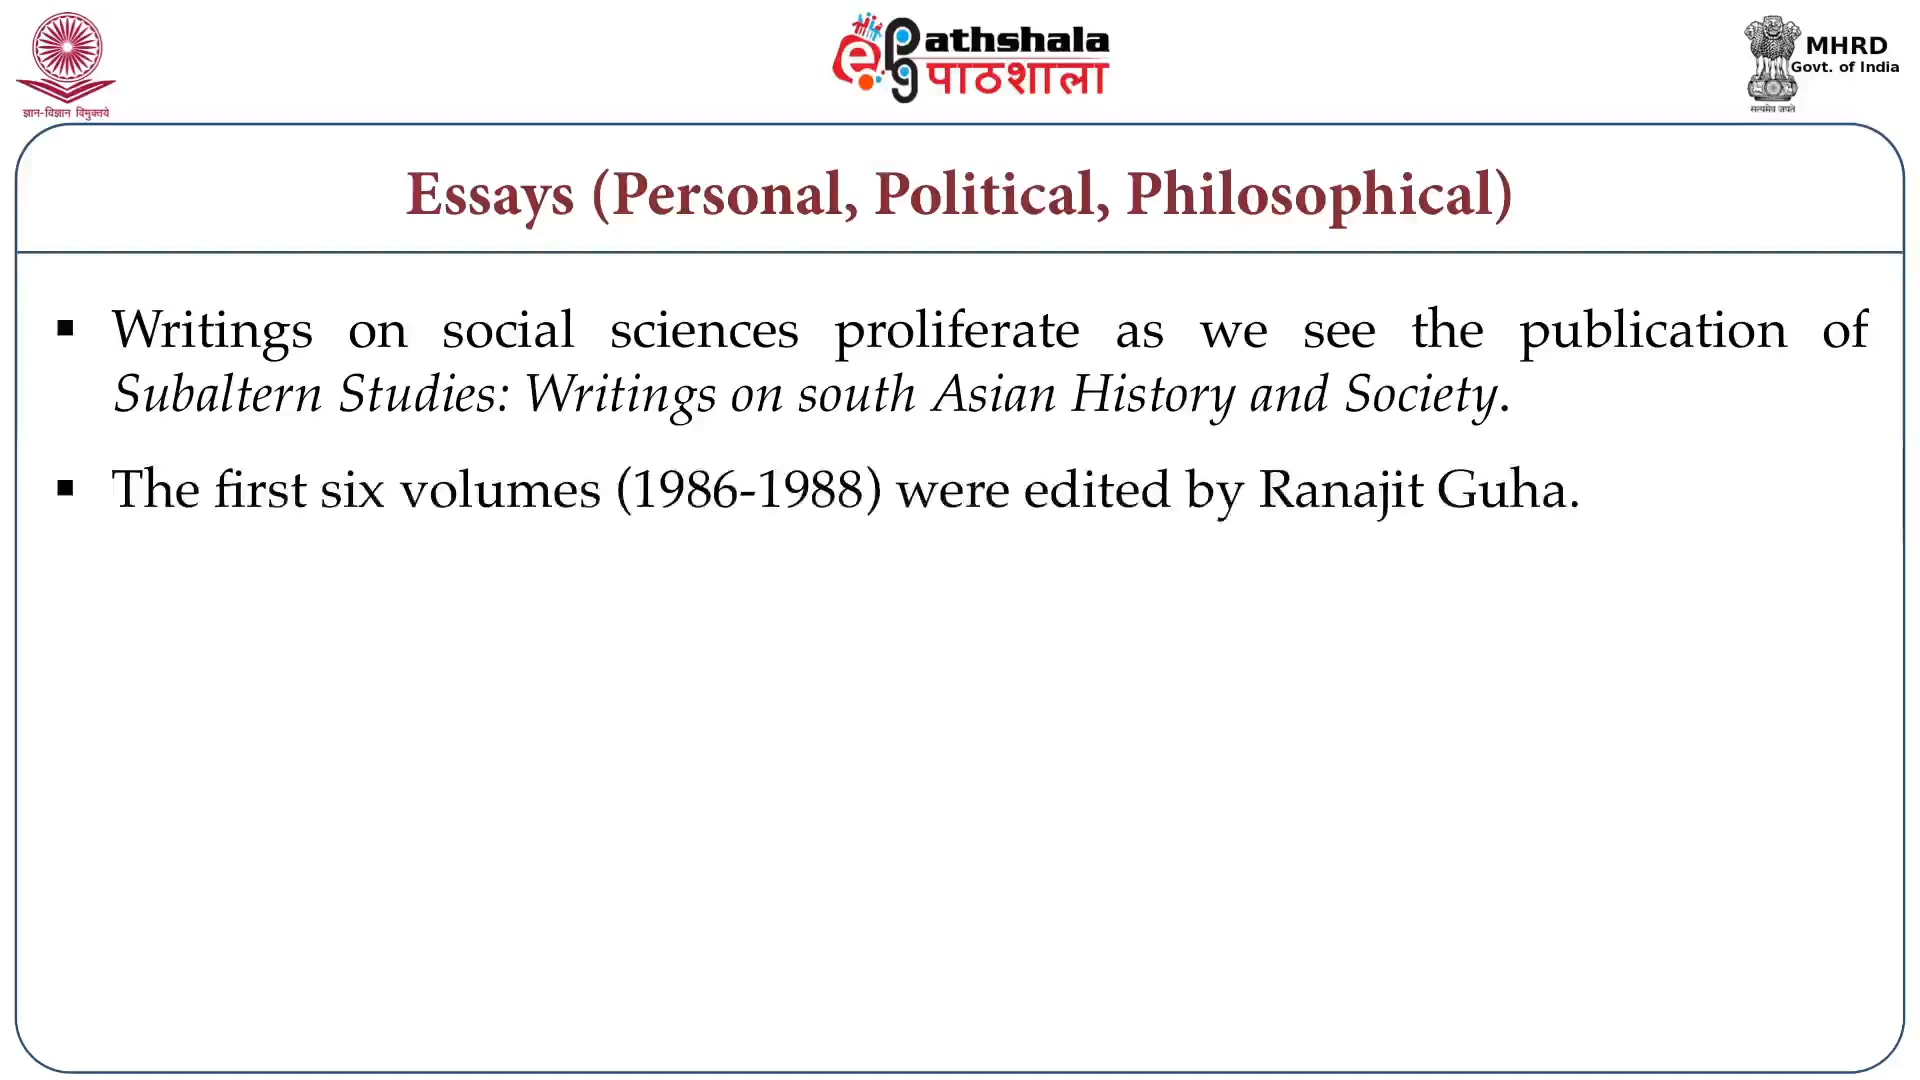 ज्ञान-विज्ञान विमुक्तये
e Pathshala
pg पाठशाला
MHRD
Govt. of India
सत्यमेव जयते
Essays (Personal, Political, Philosophical)
▪ Writings on social sciences proliferate as we see the publication of
Subaltern Studies: Writings on south Asian History and Society.
▪ The first six volumes (1986-1988) were edited by Ranajit Guha.